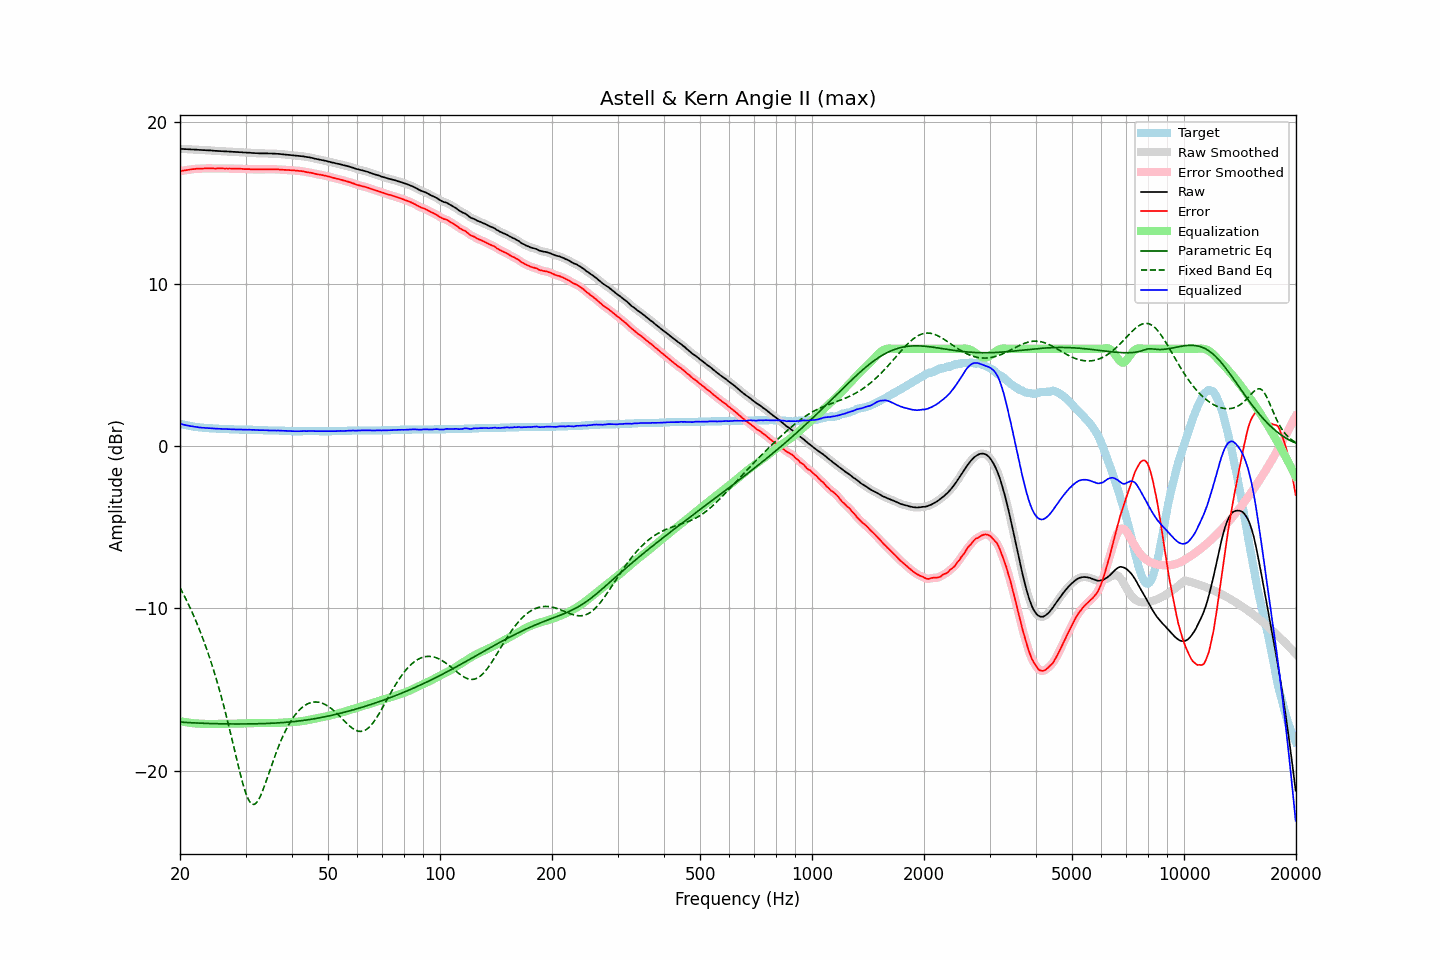 Astell & Kern Angie II (max)
20
10
0
−10
−20
Amplitude (dBr)
Target
Raw Smoothed
Error Smoothed
Raw
Error
Equalization
Parametric Eq
Fixed Band Eq
Equalized
20 50 100 200 500 1000 2000 5000 10000 20000
Frequency (Hz)